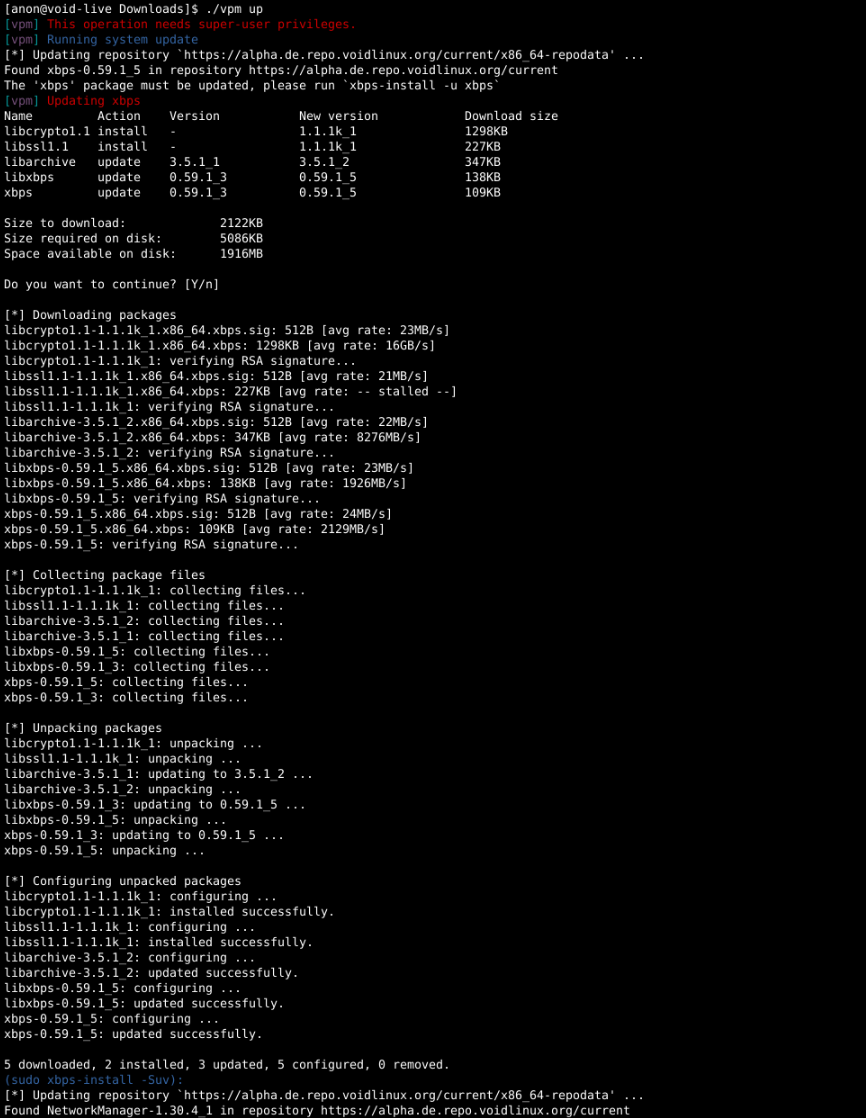 [anon@void-live Downloads]$ ./vpm up
[vpm] This operation needs super-user privileges.
[vpm] Running system update
[*] Updating repository `https://alpha.de.repo.voidlinux.org/current/x86_64-repodata' ...
Found xbps-0.59.1_5 in repository https://alpha.de.repo.voidlinux.org/current
The 'xbps' package must be updated, please run `xbps-install -u xbps`
[vpm] Updating xbps
Name         Action    Version           New version            Download size
libcrypto1.1 install   -                 1.1.1k_1               1298KB
libssl1.1    install   -                 1.1.1k_1               227KB
libarchive   update    3.5.1_1           3.5.1_2                347KB
libxbps      update    0.59.1_3          0.59.1_5               138KB
xbps         update    0.59.1_3          0.59.1_5               109KB
Size to download:             2122KB
Size required on disk:        5086KB
Space available on disk:      1916MB
Do you want to continue? [Y/n]
[*] Downloading packages
libcrypto1.1-1.1.1k_1.x86_64.xbps.sig: 512B [avg rate: 23MB/s]
libcrypto1.1-1.1.1k_1.x86_64.xbps: 1298KB [avg rate: 16GB/s]
libcrypto1.1-1.1.1k_1: verifying RSA signature...
libssl1.1-1.1.1k_1.x86_64.xbps.sig: 512B [avg rate: 21MB/s]
libssl1.1-1.1.1k_1.x86_64.xbps: 227KB [avg rate: -- stalled --]
libssl1.1-1.1.1k_1: verifying RSA signature...
libarchive-3.5.1_2.x86_64.xbps.sig: 512B [avg rate: 22MB/s]
libarchive-3.5.1_2.x86_64.xbps: 347KB [avg rate: 8276MB/s]
libarchive-3.5.1_2: verifying RSA signature...
libxbps-0.59.1_5.x86_64.xbps.sig: 512B [avg rate: 23MB/s]
libxbps-0.59.1_5.x86_64.xbps: 138KB [avg rate: 1926MB/s]
libxbps-0.59.1_5: verifying RSA signature...
xbps-0.59.1_5.x86_64.xbps.sig: 512B [avg rate: 24MB/s]
xbps-0.59.1_5.x86_64.xbps: 109KB [avg rate: 2129MB/s]
xbps-0.59.1_5: verifying RSA signature...
[*] Collecting package files
libcrypto1.1-1.1.1k_1: collecting files...
libssl1.1-1.1.1k_1: collecting files...
libarchive-3.5.1_2: collecting files...
libarchive-3.5.1_1: collecting files...
libxbps-0.59.1_5: collecting files...
libxbps-0.59.1_3: collecting files...
xbps-0.59.1_5: collecting files...
xbps-0.59.1_3: collecting files...
[*] Unpacking packages
libcrypto1.1-1.1.1k_1: unpacking ...
libssl1.1-1.1.1k_1: unpacking ...
libarchive-3.5.1_1: updating to 3.5.1_2 ...
libarchive-3.5.1_2: unpacking ...
libxbps-0.59.1_3: updating to 0.59.1_5 ...
libxbps-0.59.1_5: unpacking ...
xbps-0.59.1_3: updating to 0.59.1_5 ...
xbps-0.59.1_5: unpacking ...
[*] Configuring unpacked packages
libcrypto1.1-1.1.1k_1: configuring ...
libcrypto1.1-1.1.1k_1: installed successfully.
libssl1.1-1.1.1k_1: configuring ...
libssl1.1-1.1.1k_1: installed successfully.
libarchive-3.5.1_2: configuring ...
libarchive-3.5.1_2: updated successfully.
libxbps-0.59.1_5: configuring ...
libxbps-0.59.1_5: updated successfully.
xbps-0.59.1_5: configuring ...
xbps-0.59.1_5: updated successfully.
5 downloaded, 2 installed, 3 updated, 5 configured, 0 removed.
(sudo xbps-install -Suv):
[*] Updating repository `https://alpha.de.repo.voidlinux.org/current/x86_64-repodata' ...
Found NetworkManager-1.30.4_1 in repository https://alpha.de.repo.voidlinux.org/current